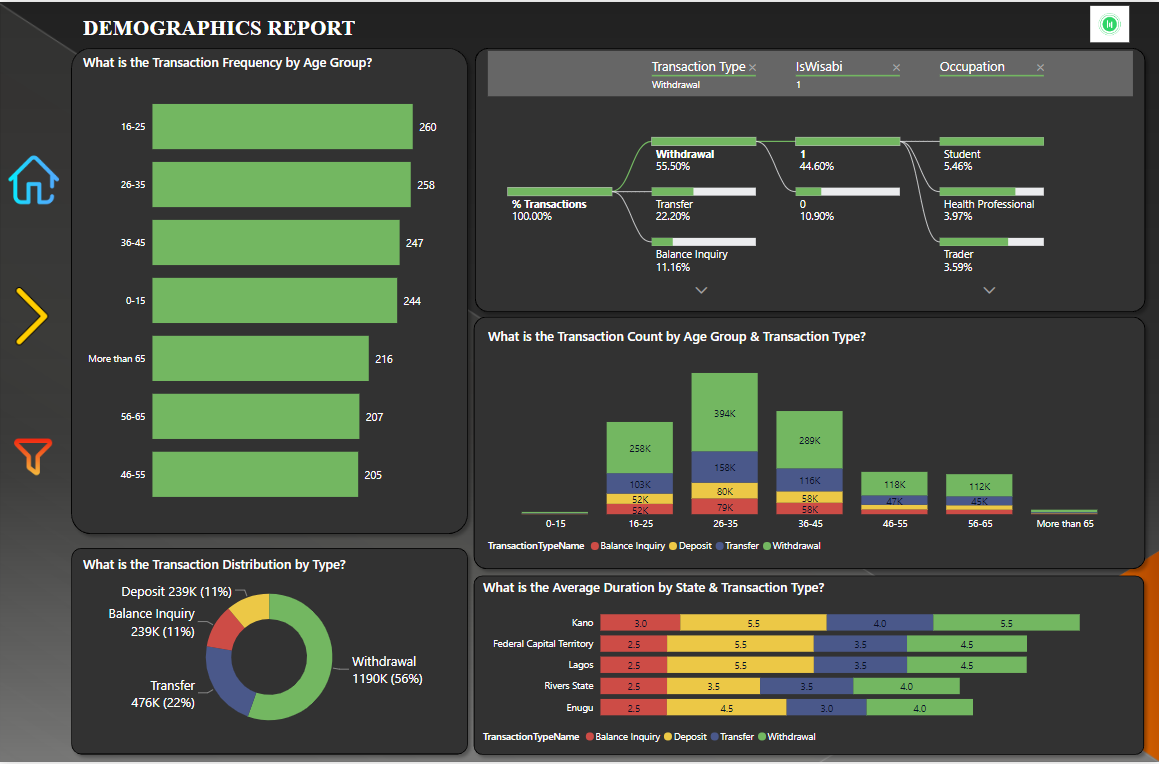 DEMOGRAPHICS REPORT
What is the Transaction Frequency by Age Group?
16-25 260
26-35 258
36-45 247
0-15 244
More than 65 216
56-65 207
46-55 205
Transaction Type × IsWisabi × Occupation ×
Withdrawal 1
% Transactions
100.00%
Withdrawal
55.50%
Transfer
22.20%
Balance Inquiry
11.16%
1
44.60%
0
10.90%
Student
5.46%
Health Professional
3.97%
Trader
3.59%
What is the Transaction Count by Age Group & Transaction Type?
258K
103K
52K
52K
394K
158K
80K
79K
289K
116K
58K
58K
118K
47K
112K
45K
0-15 16-25 26-35 36-45 46-55 56-65 More than 65
TransactionTypeName Balance Inquiry Deposit Transfer Withdrawal
What is the Transaction Distribution by Type?
Deposit 239K (11%)
Balance Inquiry
239K (11%)
Transfer
476K (22%)
Withdrawal
1190K (56%)
What is the Average Duration by State & Transaction Type?
Kano 3.0 5.5 4.0 5.5
Federal Capital Territory 2.5 5.5 3.5 4.5
Lagos 2.5 5.5 3.5 4.5
Rivers State 2.5 3.5 3.5 4.0
Enugu 2.5 4.5 3.0 4.0
TransactionTypeName Balance Inquiry Deposit Transfer Withdrawal